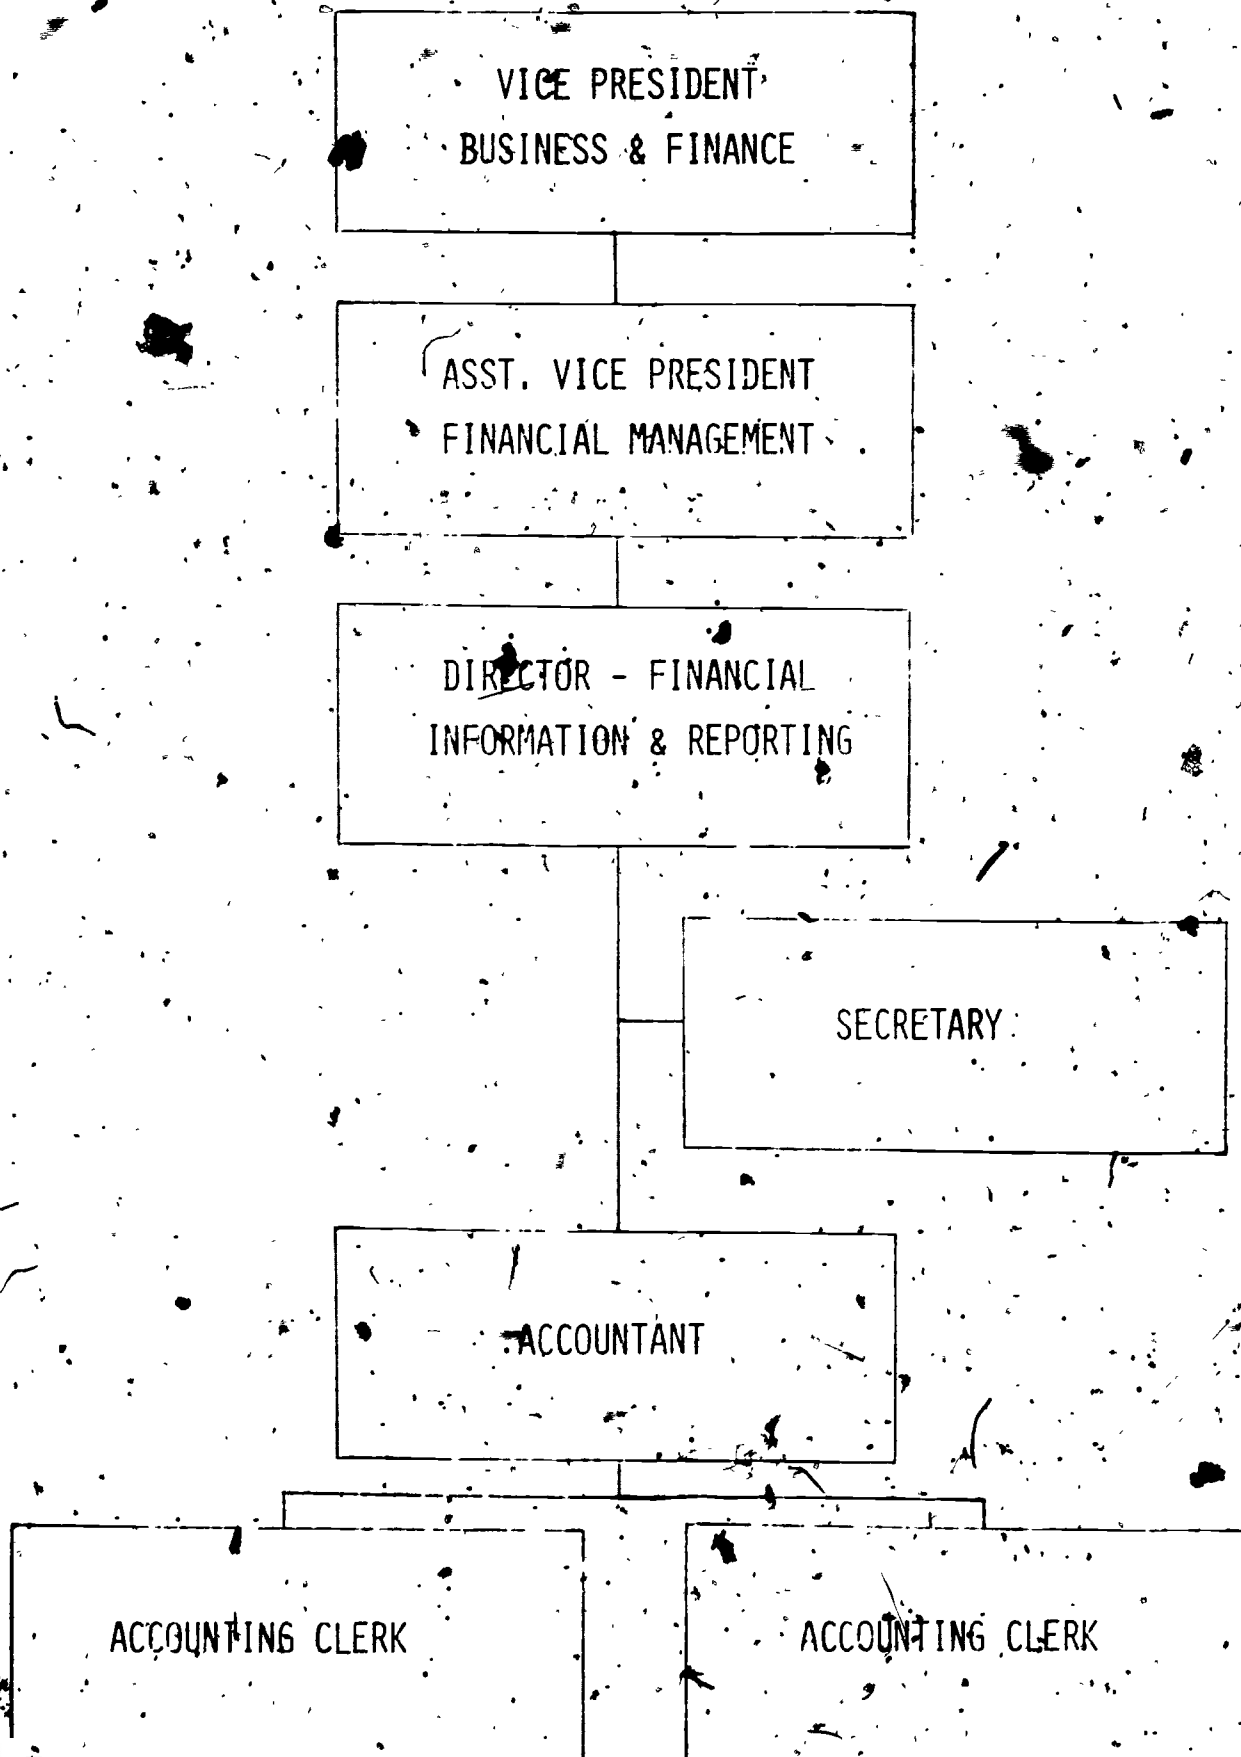 VICE PRESIDENT
BUSINESS & FINANCE
ASST. VICE PRESIDENT
FINANCIAL MANAGEMENT
DIRECTOR - FINANCIAL
INFORMATION & REPORTING
SECRETARY
ACCOUNTANT
ACCOUNTING CLERK
ACCOUNTING CLERK